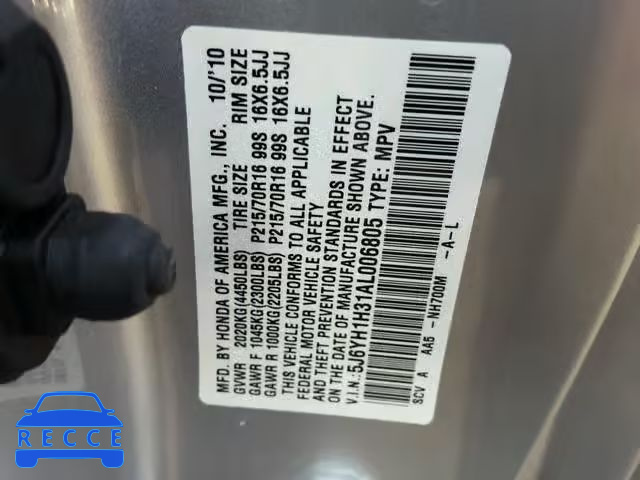 MFD. BY HONDA OF AMERICA MFG., INC. 10/'10
GVWR 2020KG(4450LBS) TIRE SIZE RIM SIZE
GAWR F 1045KG(2300LBS) P215/70R16 99S 16X6.5JJ
GAWR R 1000KG(2205LBS) P215/70R16 99S 16X6.5JJ
THIS VEHICLE CONFORMS TO ALL APPLICABLE
FEDERAL MOTOR VEHICLE SAFETY
AND THEFT PREVENTION STANDARDS IN EFFECT
ON THE DATE OF MANUFACTURE SHOWN ABOVE.
V.I.N.:5J6YH1H31AL006805 TYPE: MPV
SCV A AA5 -NH700M -A-L
BID.CARS